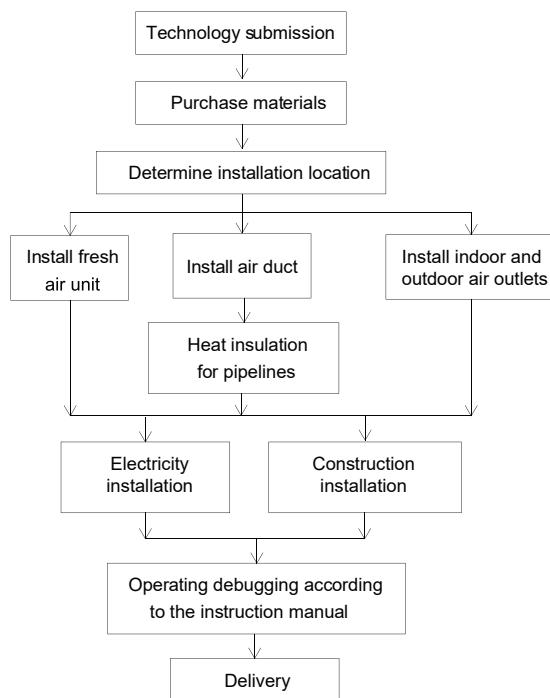 Technology submission
Purchase materials
Determine installation location
Install fresh
air unit
Install air duct
Install indoor and
outdoor air outlets
Heat insulation
for pipelines
Electricity
installation
Construction
installation
Operating debugging according
to the instruction manual
Delivery